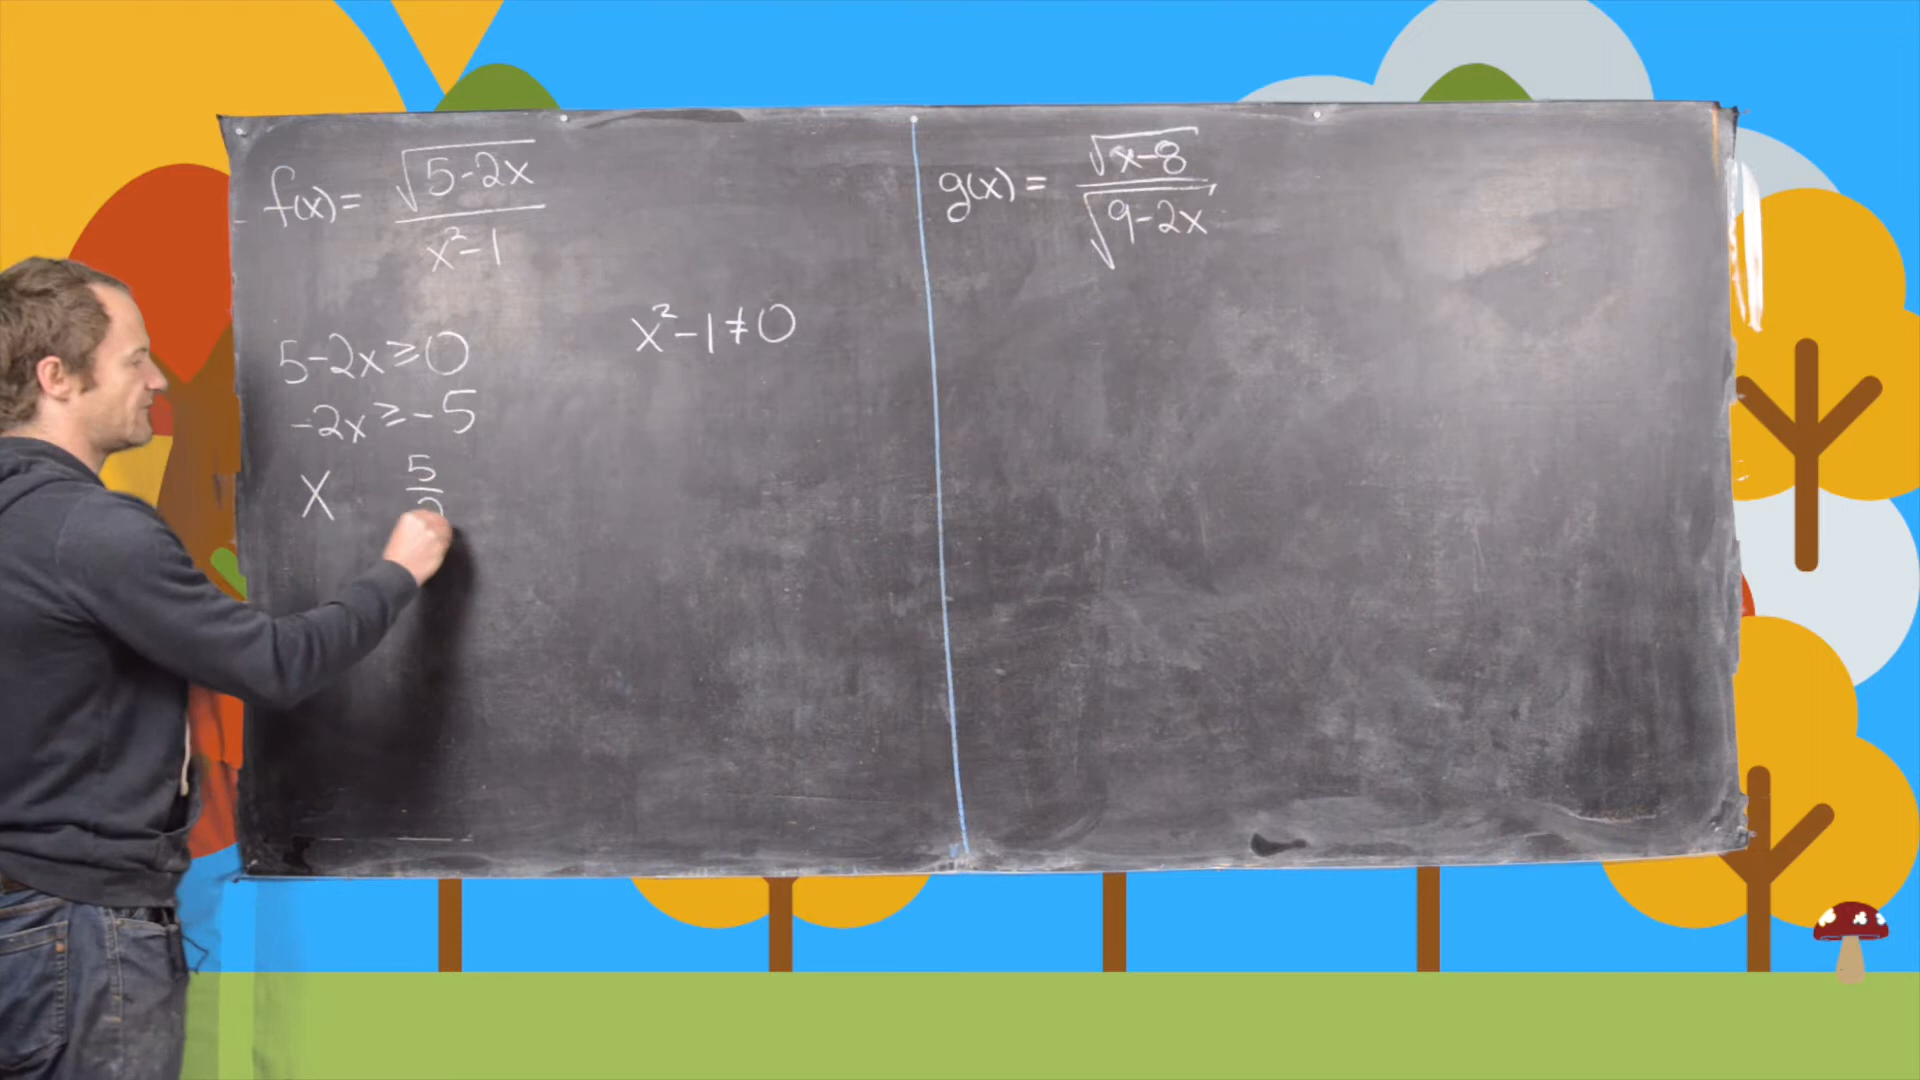 f(x) = √(5-2x) / (x²-1)
5-2x ≥ 0
-2x ≥ -5
x 5/2
x²-1 ≠ 0
g(x) = √(x-8) / √(9-2x)